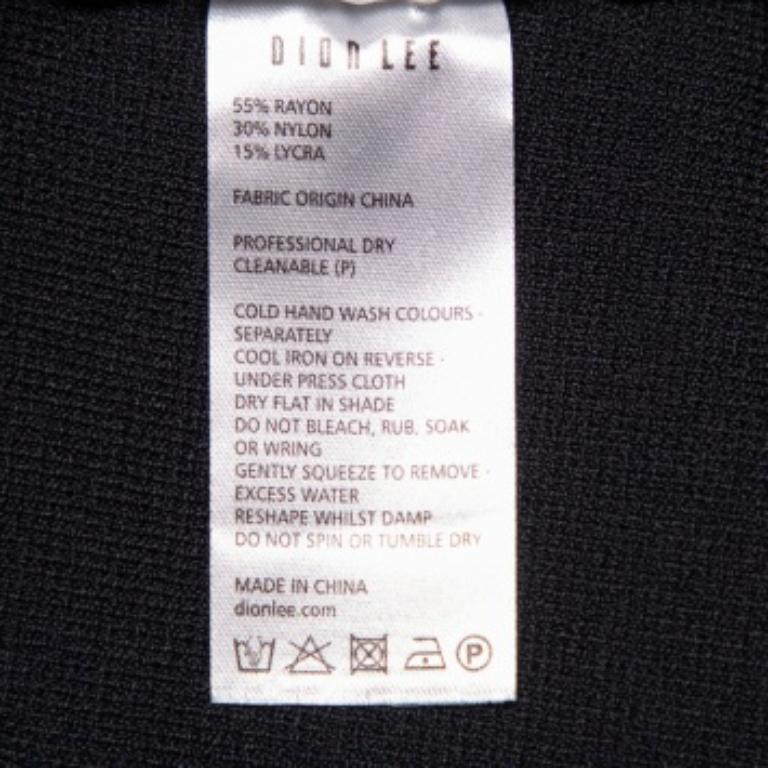 DION LEE
55% RAYON
30% NYLON
15% LYCRA
FABRIC ORIGIN CHINA
PROFESSIONAL DRY
CLEANABLE (P)
COLD HAND WASH COLOURS -
SEPARATELY
COOL IRON ON REVERSE -
UNDER PRESS CLOTH
DRY FLAT IN SHADE
DO NOT BLEACH, RUB, SOAK
OR WRING
GENTLY SQUEEZE TO REMOVE -
EXCESS WATER
RESHAPE WHILST DAMP
DO NOT SPIN OR TUMBLE DRY
MADE IN CHINA
dionlee.com
P